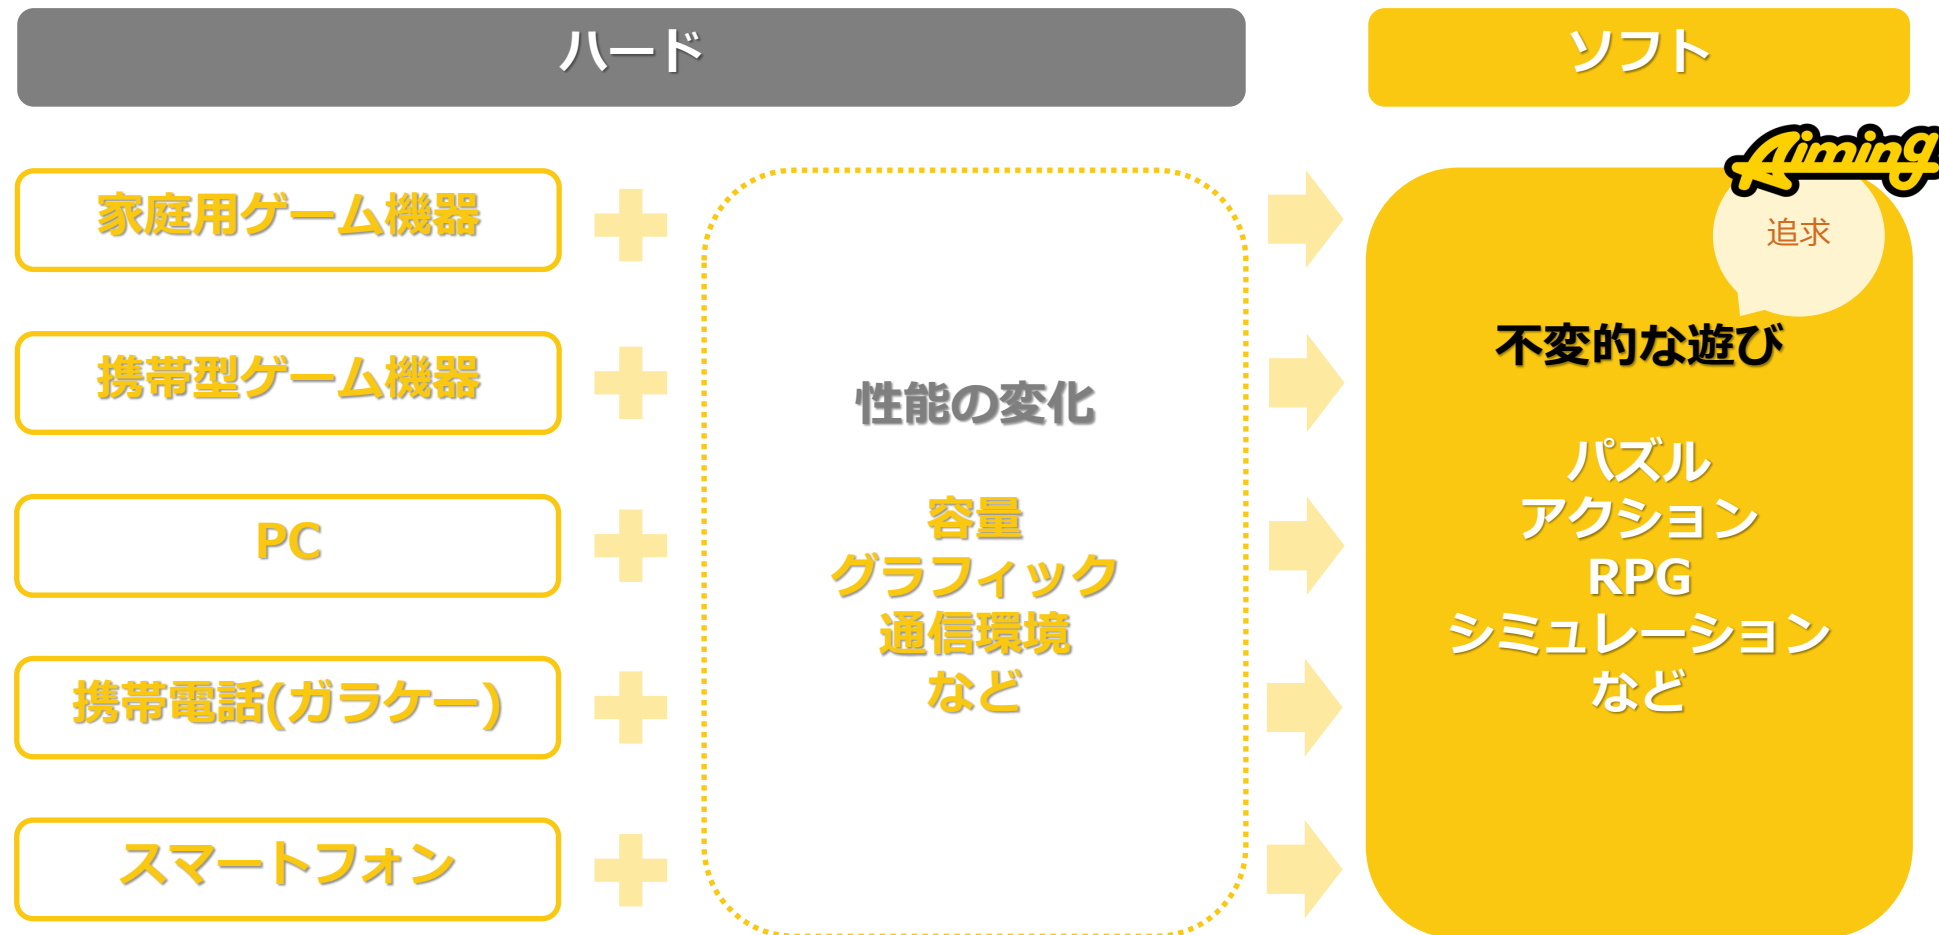 ハード
ソフト
家庭用ゲーム機器
携帯型ゲーム機器
PC
携帯電話(ガラケー)
スマートフォン
性能の変化
容量
グラフィック
通信環境
など
Aiming
追求
不変的な遊び
パズル
アクション
RPG
シミュレーション
など